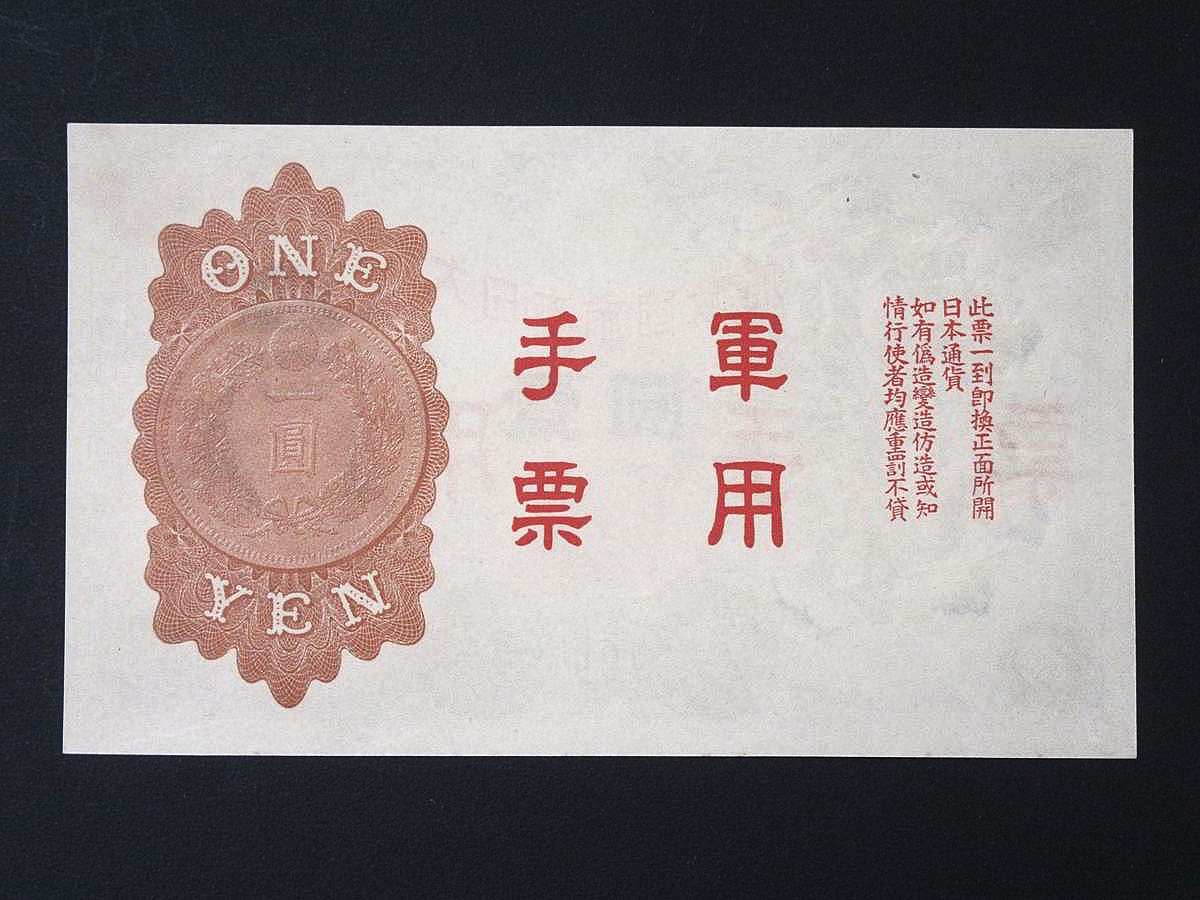 此票一到卽換正面所開
日本通貨
如有僞造變造仿造或知
情行使者均應重罰不貸
軍用
手票
ONE
一圓
YEN